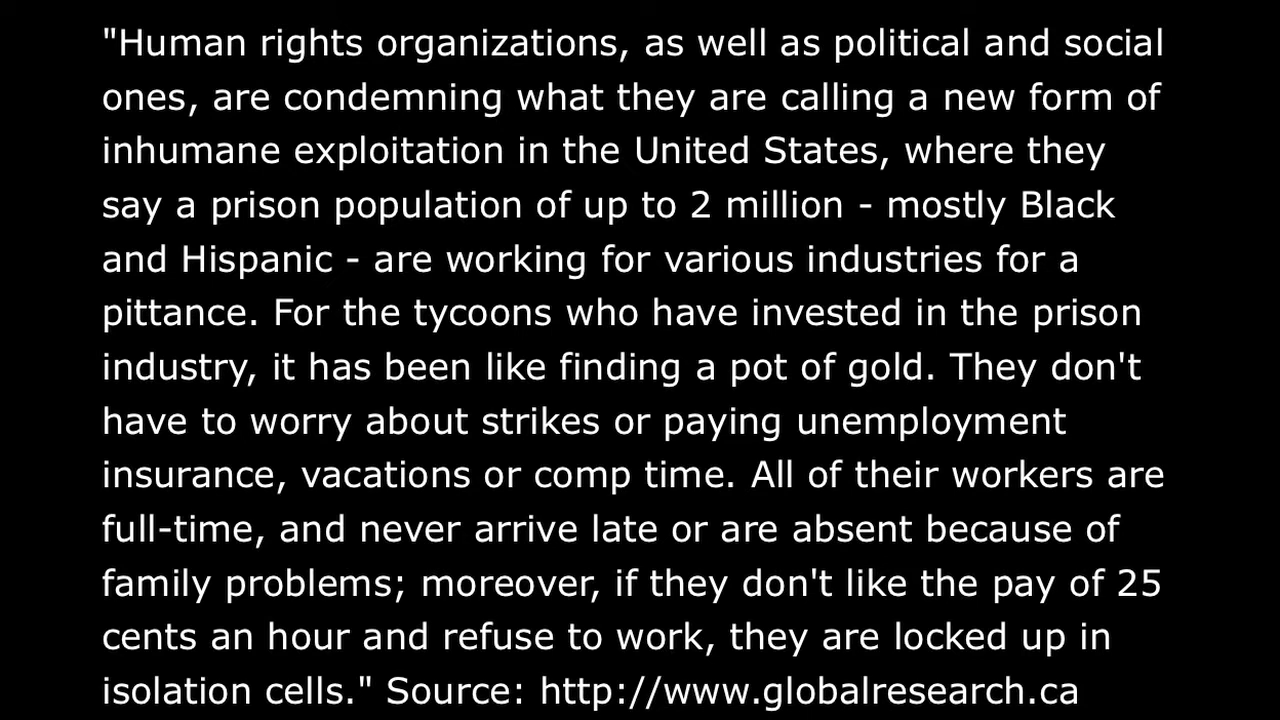 "Human rights organizations, as well as political and social
ones, are condemning what they are calling a new form of
inhumane exploitation in the United States, where they
say a prison population of up to 2 million - mostly Black
and Hispanic - are working for various industries for a
pittance. For the tycoons who have invested in the prison
industry, it has been like finding a pot of gold. They don't
have to worry about strikes or paying unemployment
insurance, vacations or comp time. All of their workers are
full-time, and never arrive late or are absent because of
family problems; moreover, if they don't like the pay of 25
cents an hour and refuse to work, they are locked up in
isolation cells." Source: http://www.globalresearch.ca